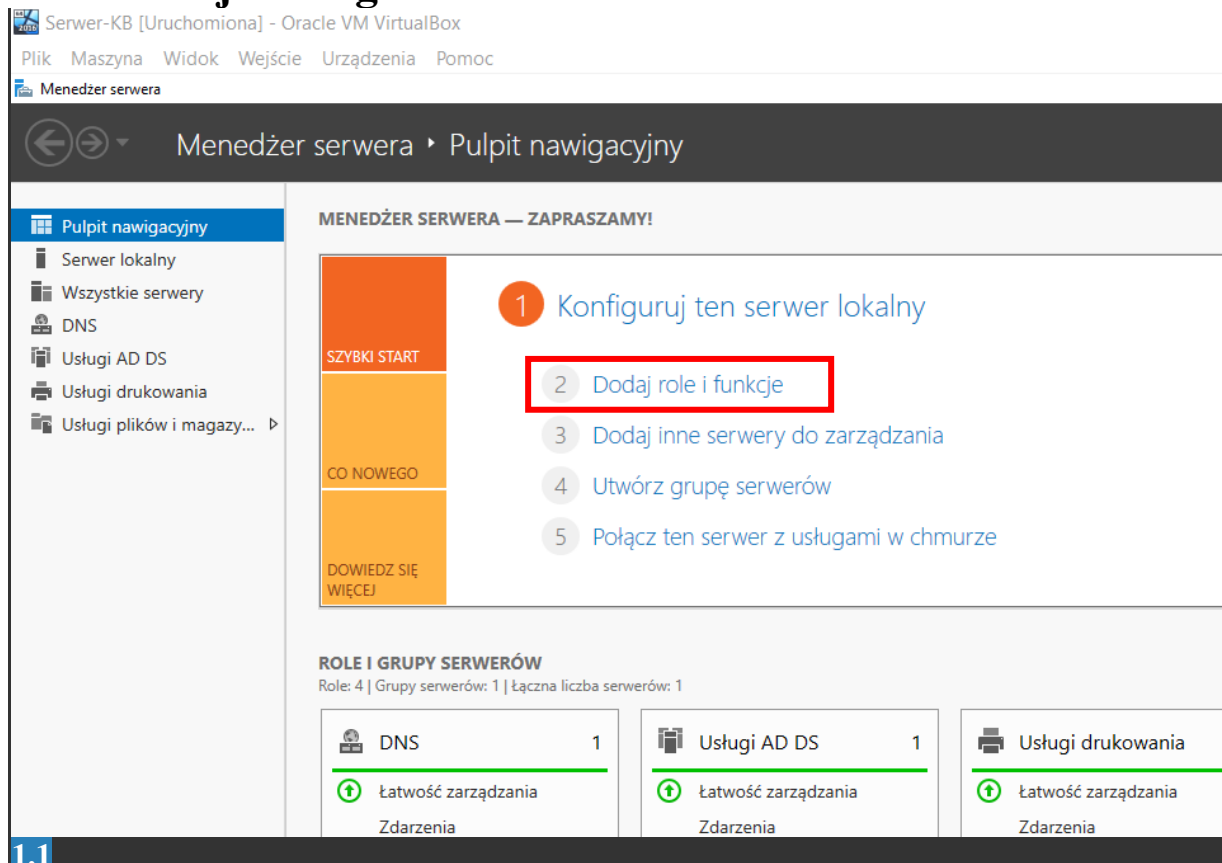 Serwer-KB [Uruchomiona] - Oracle VM VirtualBox
Plik Maszyna Widok Wejście Urządzenia Pomoc
Menedżer serwera
Menedżer serwera ‣ Pulpit nawigacyjny
Pulpit nawigacyjny
Serwer lokalny
Wszystkie serwery
DNS
Usługi AD DS
Usługi drukowania
Usługi plików i magazy...
MENEDŻER SERWERA — ZAPRASZAMY!
SZYBKI START
CO NOWEGO
DOWIEDZ SIĘ
WIĘCEJ
1 Konfiguruj ten serwer lokalny
2 Dodaj role i funkcje
3 Dodaj inne serwery do zarządzania
4 Utwórz grupę serwerów
5 Połącz ten serwer z usługami w chmurze
ROLE I GRUPY SERWERÓW
Role: 4 | Grupy serwerów: 1 | Łączna liczba serwerów: 1
DNS 1
Łatwość zarządzania
Zdarzenia
Usługi AD DS 1
Łatwość zarządzania
Zdarzenia
Usługi drukowania
Łatwość zarządzania
Zdarzenia
1.1